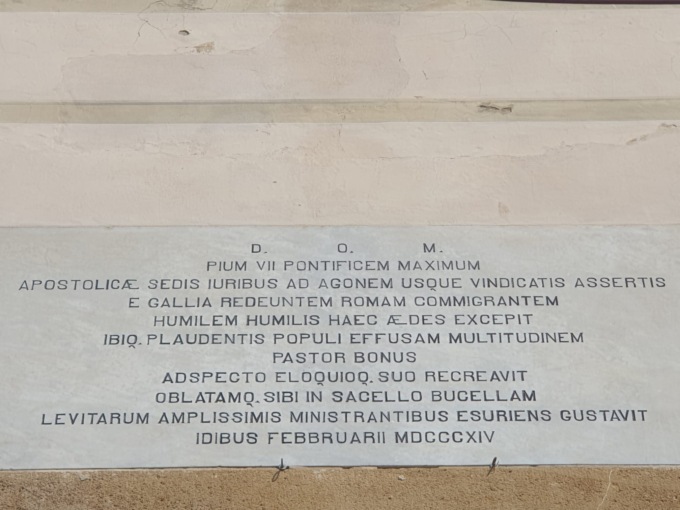 D. O. M.
PIUM VII PONTIFICEM MAXIMUM
APOSTOLICÆ SEDIS IURIBUS AD AGONEM USQUE VINDICATIS ASSERTIS
E GALLIA REDEUNTEM ROMAM COMMIGRANTEM
HUMILEM HUMILIS HAEC ÆDES EXCEPIT
IBIQ. PLAUDENTIS POPULI EFFUSAM MULTITUDINEM
PASTOR BONUS
ADSPECTO ELOQUIOQ. SUO RECREAVIT
OBLATAMQ. SIBI IN SACELLO BUCELLAM
LEVITARUM AMPLISSIMIS MINISTRANTIBUS ESURIENS GUSTAVIT
IDIBUS FEBBRUARII MDCCCXIV